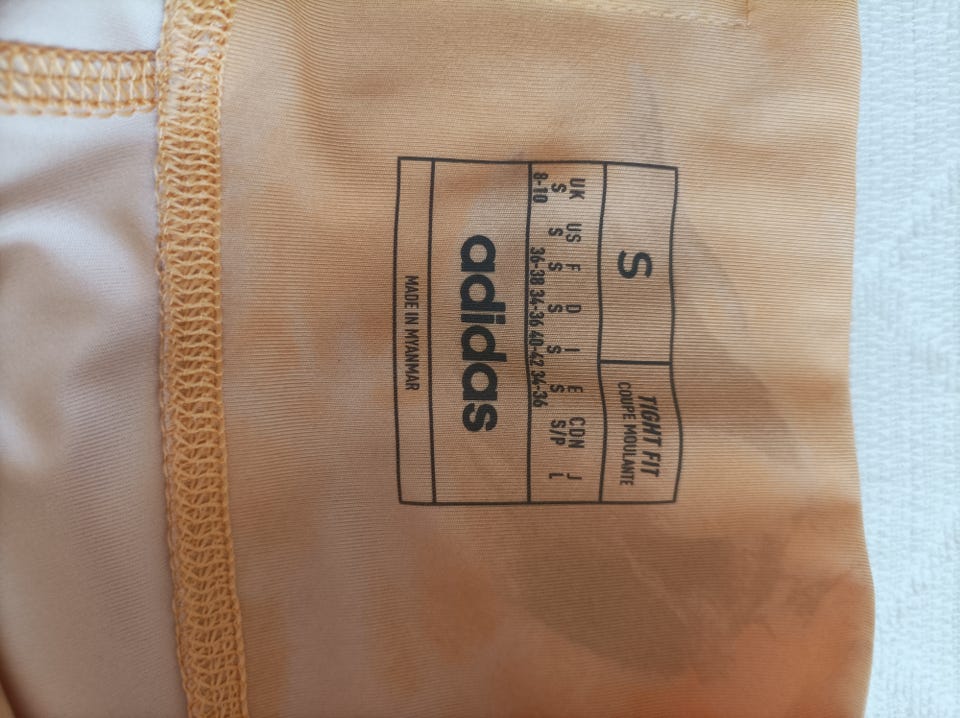 S
TIGHT FIT
COUPE MOULANTE
UK US F D I E CDN J
S S S S S S S/P L
8-10 36-38 34-36 40-42 34-36
adidas
MADE IN MYANMAR